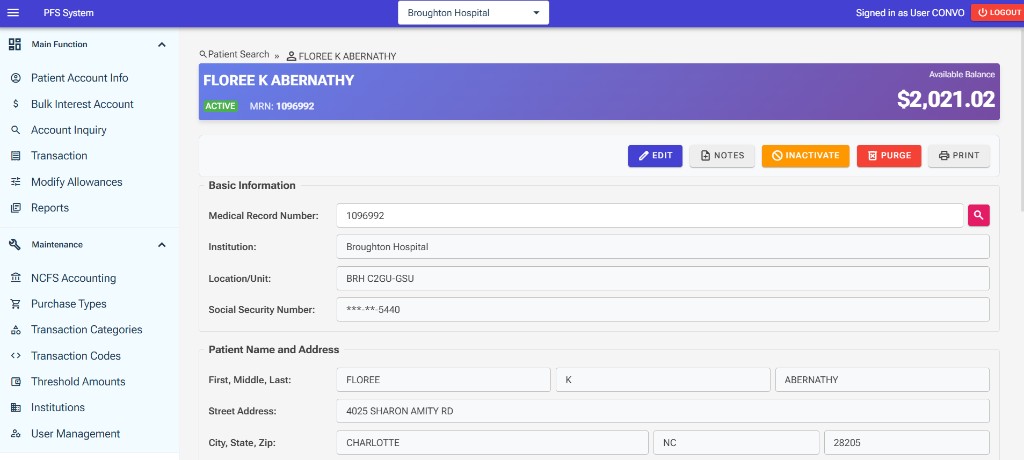 PFS System
Broughton Hospital
Signed in as User CONVO
LOGOUT
Main Function
Patient Account Info
Bulk Interest Account
Account Inquiry
Transaction
Modify Allowances
Reports
Maintenance
NCFS Accounting
Purchase Types
Transaction Categories
Transaction Codes
Threshold Amounts
Institutions
User Management
Patient Search » FLOREE K ABERNATHY
FLOREE K ABERNATHY
Available Balance
ACTIVE MRN: 1096992
$2,021.02
EDIT NOTES INACTIVATE PURGE PRINT
Basic Information
Medical Record Number: 1096992
Institution: Broughton Hospital
Location/Unit: BRH C2GU-GSU
Social Security Number: ***-**-5440
Patient Name and Address
First, Middle, Last: FLOREE K ABERNATHY
Street Address: 4025 SHARON AMITY RD
City, State, Zip: CHARLOTTE NC 28205